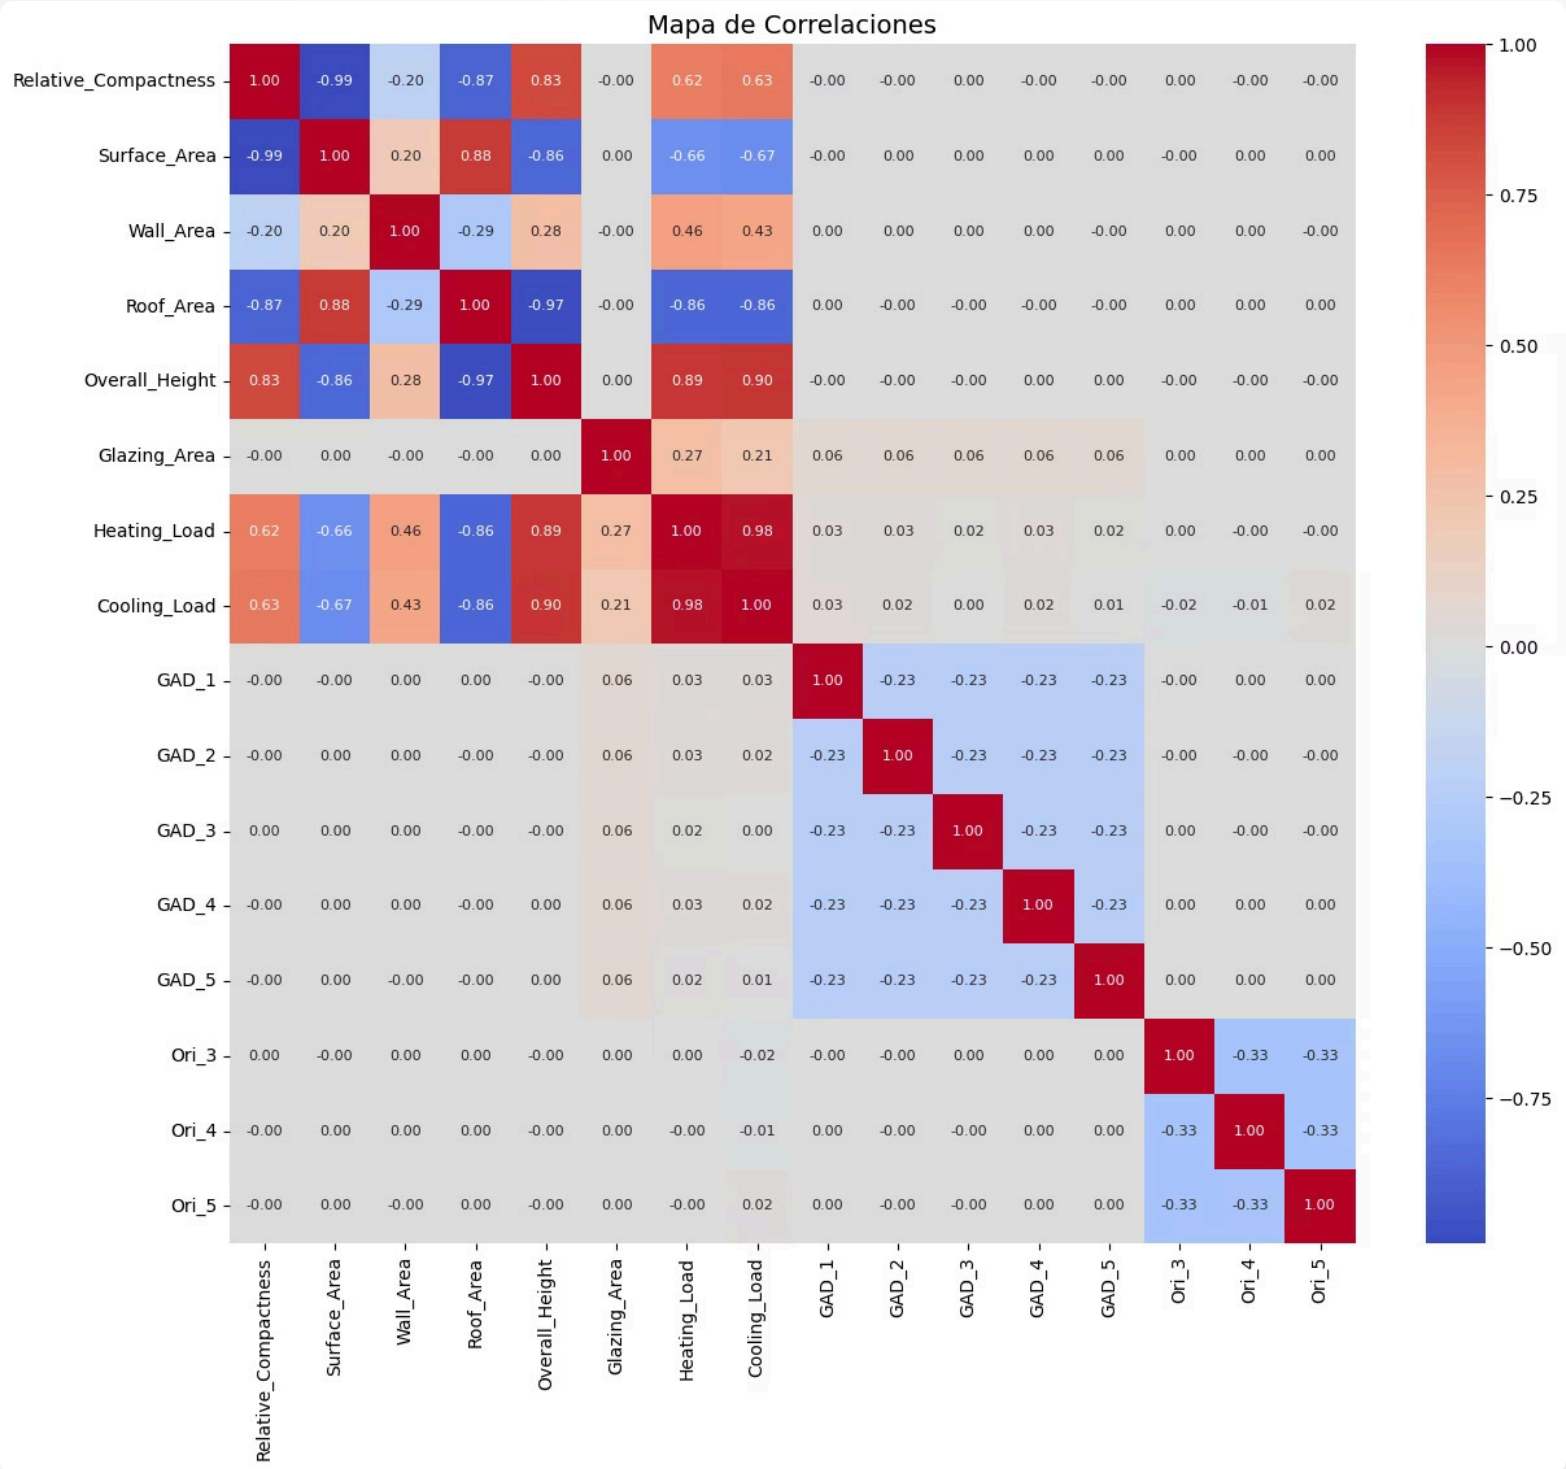 Mapa de Correlaciones
Relative_Compactness 1.00 -0.99 -0.20 -0.87 0.83 -0.00 0.62 0.63 -0.00 -0.00 0.00 -0.00 -0.00 0.00 -0.00 -0.00
Surface_Area -0.99 1.00 0.20 0.88 -0.86 0.00 -0.66 -0.67 -0.00 0.00 0.00 0.00 0.00 -0.00 0.00 0.00
Wall_Area -0.20 0.20 1.00 -0.29 0.28 -0.00 0.46 0.43 0.00 0.00 0.00 0.00 -0.00 0.00 0.00 -0.00
Roof_Area -0.87 0.88 -0.29 1.00 -0.97 -0.00 -0.86 -0.86 0.00 -0.00 -0.00 -0.00 -0.00 0.00 0.00 0.00
Overall_Height 0.83 -0.86 0.28 -0.97 1.00 0.00 0.89 0.90 -0.00 -0.00 -0.00 0.00 0.00 -0.00 -0.00 -0.00
Glazing_Area -0.00 0.00 -0.00 -0.00 0.00 1.00 0.27 0.21 0.06 0.06 0.06 0.06 0.06 0.00 0.00 0.00
Heating_Load 0.62 -0.66 0.46 -0.86 0.89 0.27 1.00 0.98 0.03 0.03 0.02 0.03 0.02 0.00 -0.00 -0.00
Cooling_Load 0.63 -0.67 0.43 -0.86 0.90 0.21 0.98 1.00 0.03 0.02 0.00 0.02 0.01 -0.02 -0.01 0.02
GAD_1 -0.00 -0.00 0.00 0.00 -0.00 0.06 0.03 0.03 1.00 -0.23 -0.23 -0.23 -0.23 -0.00 0.00 0.00
GAD_2 -0.00 0.00 0.00 -0.00 -0.00 0.06 0.03 0.02 -0.23 1.00 -0.23 -0.23 -0.23 -0.00 -0.00 -0.00
GAD_3 0.00 0.00 0.00 -0.00 -0.00 0.06 0.02 0.00 -0.23 -0.23 1.00 -0.23 -0.23 0.00 -0.00 -0.00
GAD_4 -0.00 0.00 0.00 -0.00 0.00 0.06 0.03 0.02 -0.23 -0.23 -0.23 1.00 -0.23 0.00 0.00 0.00
GAD_5 -0.00 0.00 -0.00 -0.00 0.00 0.06 0.02 0.01 -0.23 -0.23 -0.23 -0.23 1.00 0.00 0.00 0.00
Ori_3 0.00 -0.00 0.00 0.00 -0.00 0.00 0.00 -0.02 -0.00 -0.00 0.00 0.00 0.00 1.00 -0.33 -0.33
Ori_4 -0.00 0.00 0.00 0.00 -0.00 0.00 -0.00 -0.01 0.00 -0.00 -0.00 0.00 0.00 -0.33 1.00 -0.33
Ori_5 -0.00 0.00 -0.00 0.00 -0.00 0.00 -0.00 0.02 0.00 -0.00 -0.00 0.00 0.00 -0.33 -0.33 1.00
Relative_Compactness
Surface_Area
Wall_Area
Roof_Area
Overall_Height
Glazing_Area
Heating_Load
Cooling_Load
GAD_1
GAD_2
GAD_3
GAD_4
GAD_5
Ori_3
Ori_4
Ori_5
1.00
0.75
0.50
0.25
0.00
−0.25
−0.50
−0.75